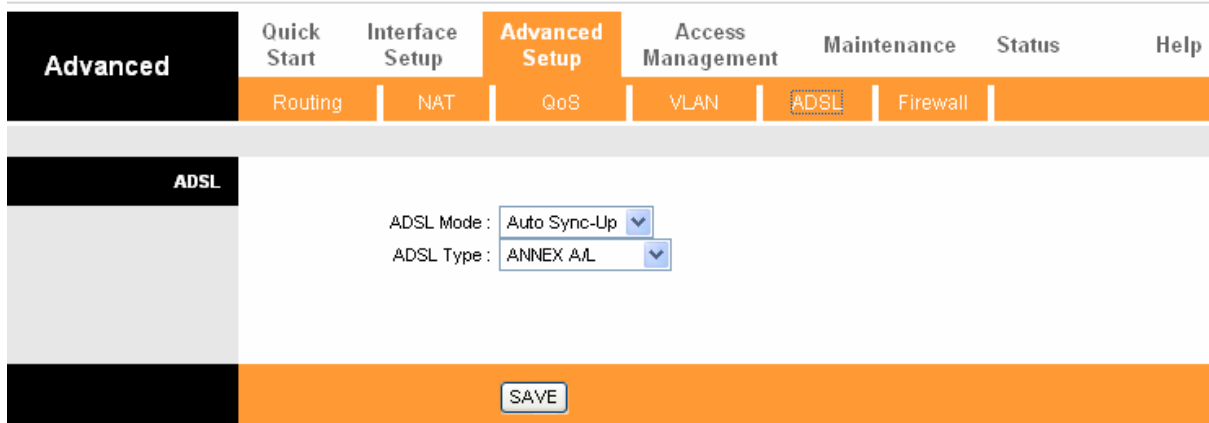 Advanced
Quick Start
Interface Setup
Advanced Setup
Access Management
Maintenance
Status
Help
Routing
NAT
QoS
VLAN
ADSL
Firewall
ADSL
ADSL Mode : Auto Sync-Up
ADSL Type : ANNEX A/L
SAVE